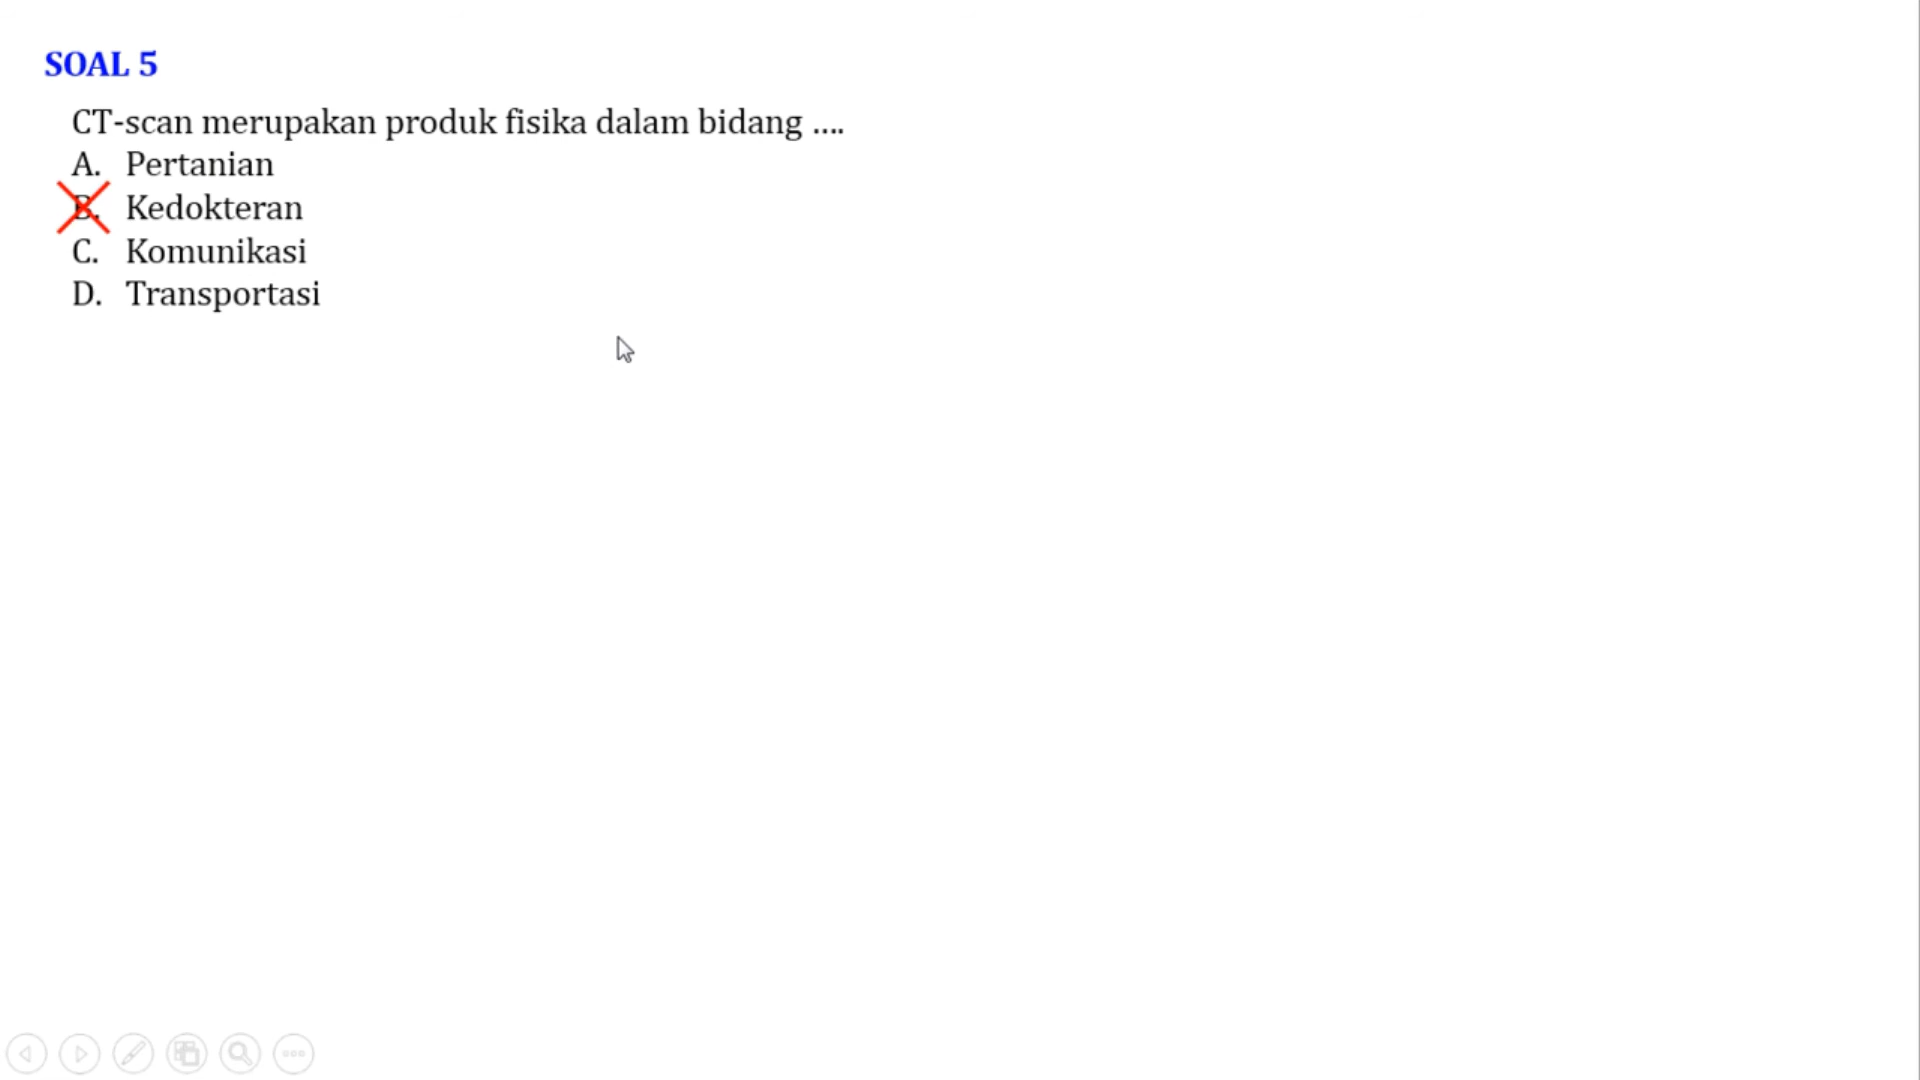 SOAL 5
CT-scan merupakan produk fisika dalam bidang ....
A. Pertanian
B. Kedokteran
C. Komunikasi
D. Transportasi